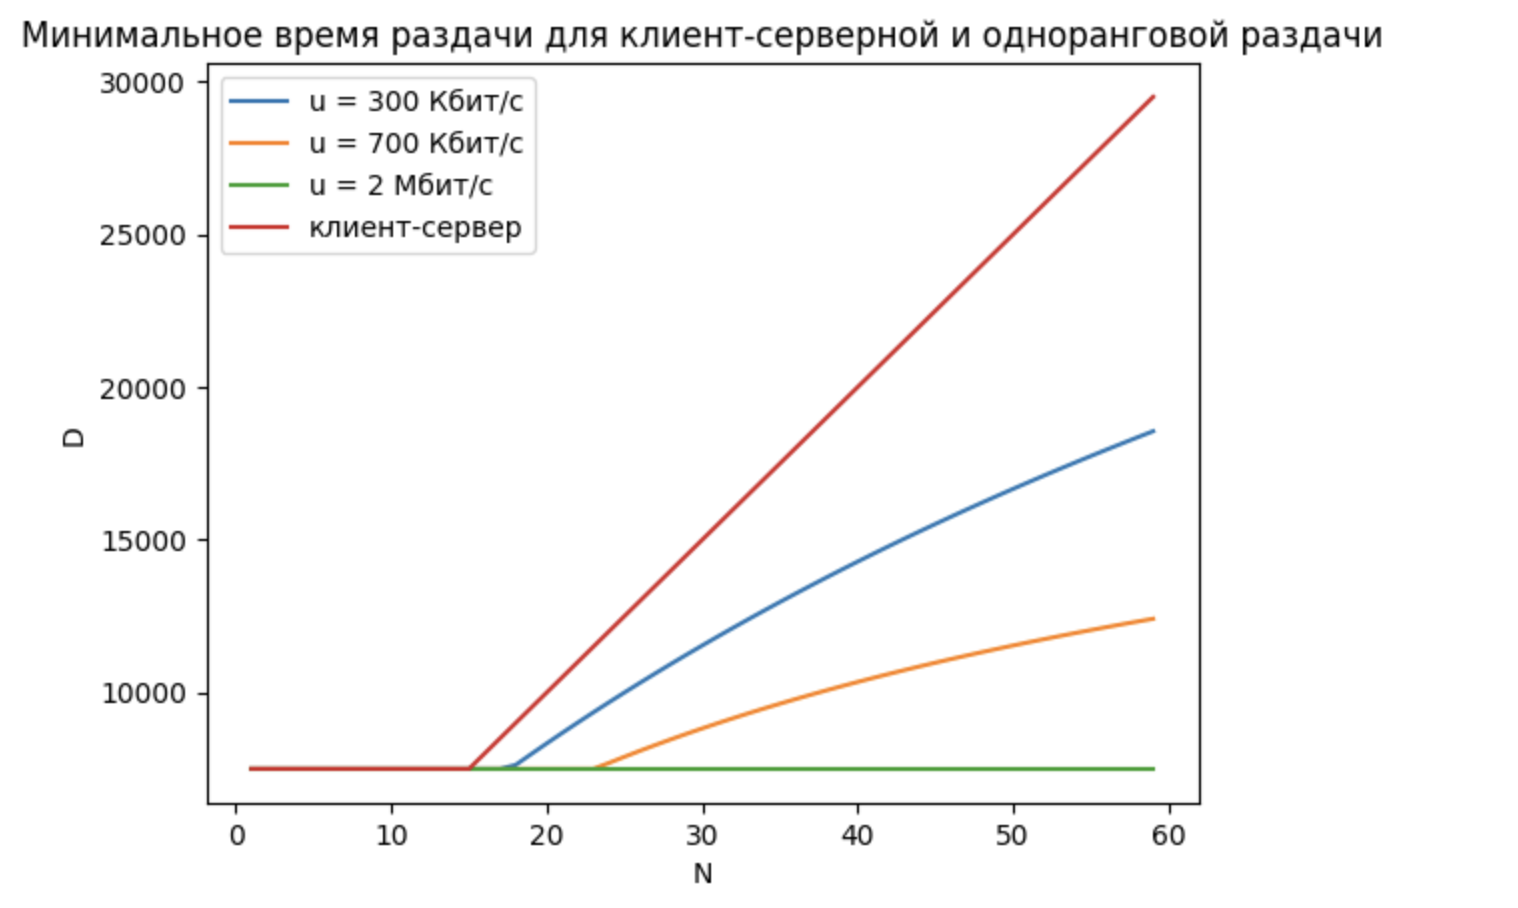 Минимальное время раздачи для клиент-серверной и одноранговой раздачи
30000
25000
20000
15000
10000
D
u = 300 Кбит/с
u = 700 Кбит/с
u = 2 Мбит/с
клиент-сервер
0 10 20 30 40 50 60
N